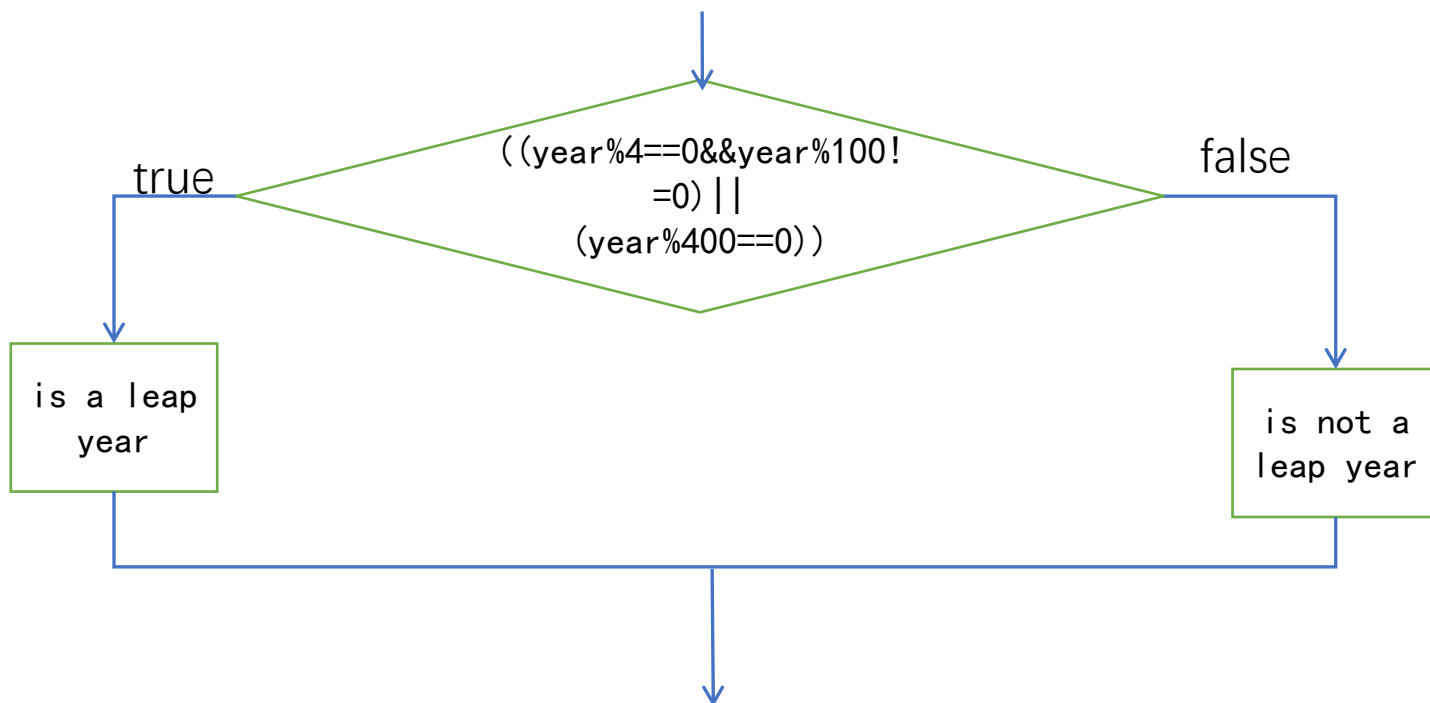 ((year%4==0&&year%100!
=0)||
(year%400==0))
true
false
is a leap
year
is not a
leap year